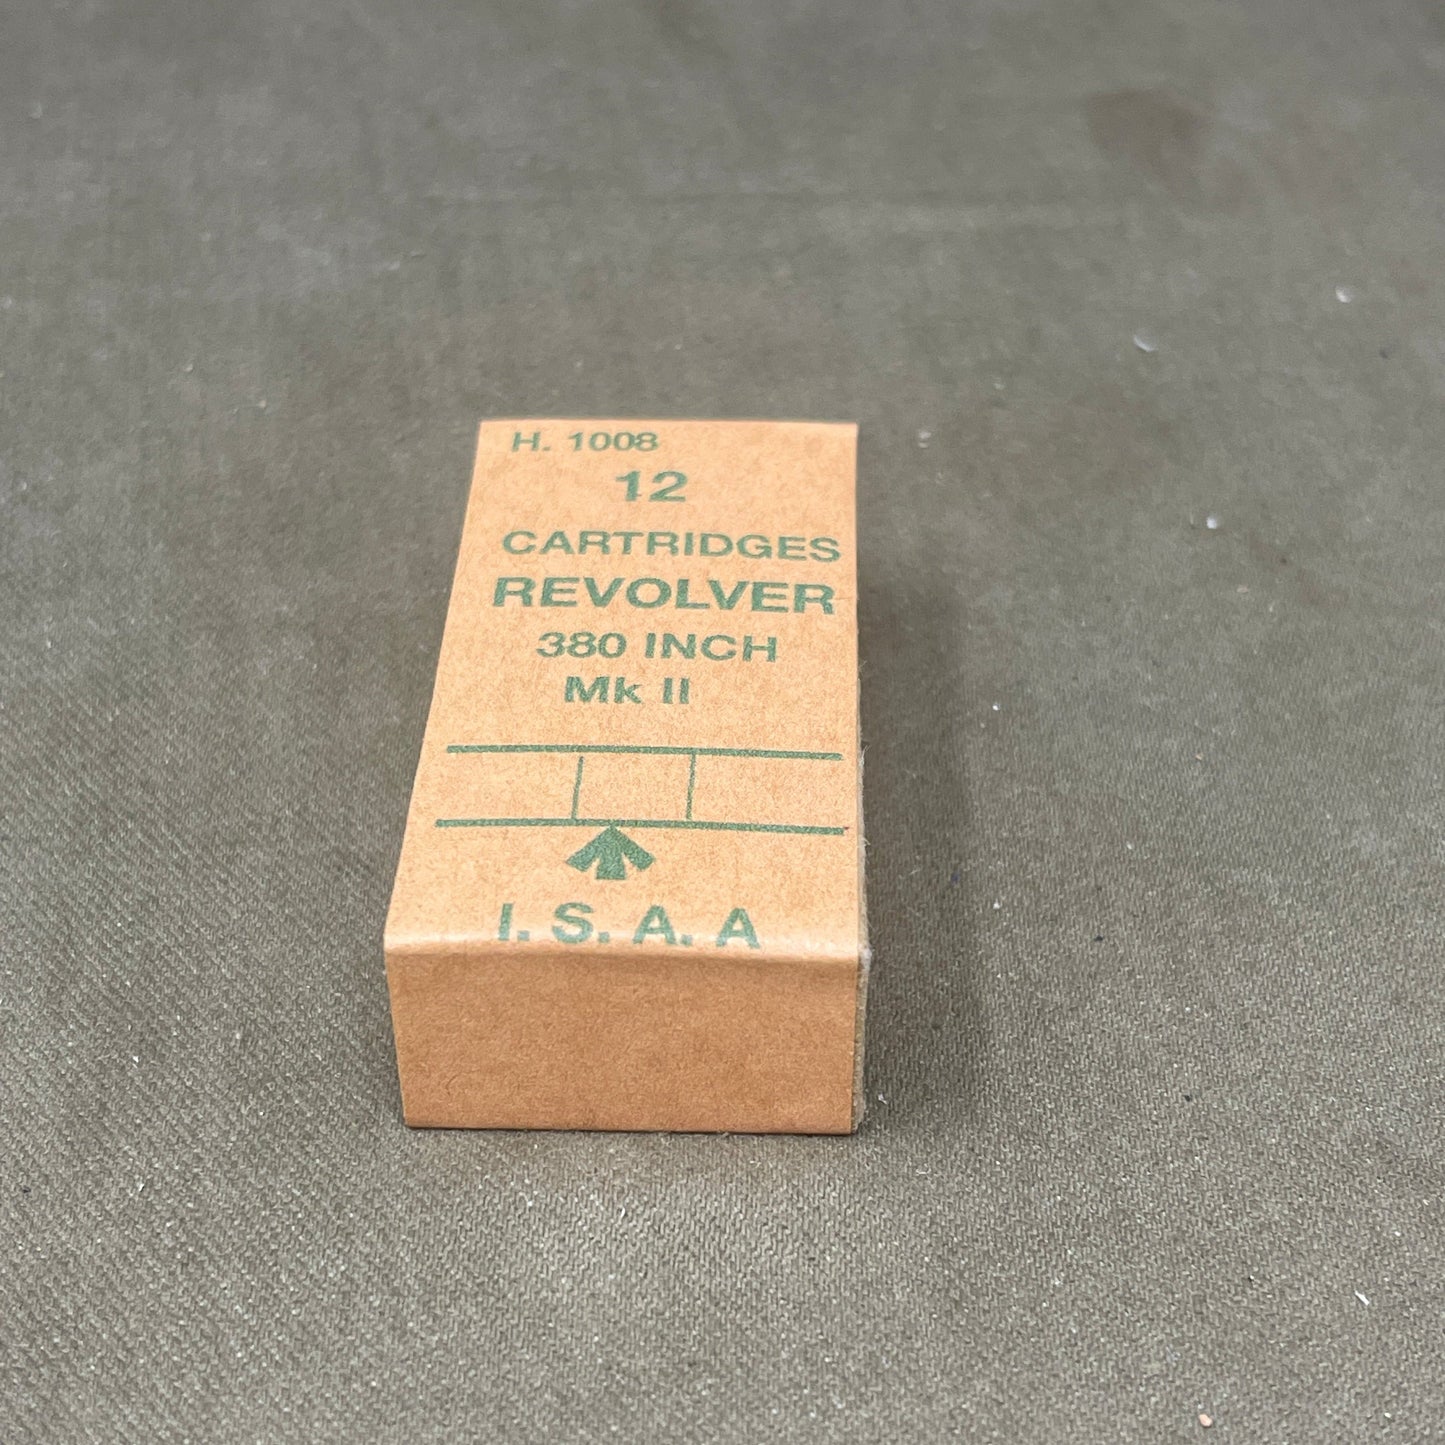 H. 1008
12
CARTRIDGES
REVOLVER
380 INCH
Mk II
I. S. A. A